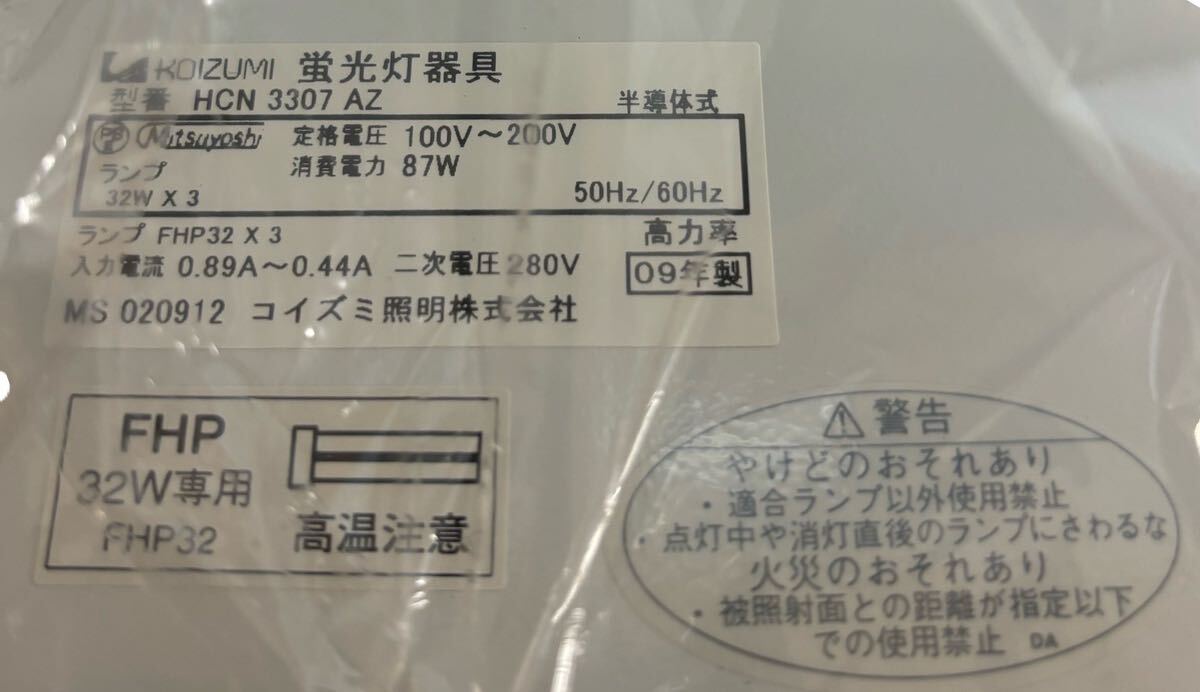 KOIZUMI 蛍光灯器具
型番 HCN 3307 AZ 半導体式
PS E Mitsuyoshi 定格電圧 100V～200V
ランプ 消費電力 87W
32W X 3 50Hz/60Hz
ランプ FHP32 X 3 高力率
入力電流 0.89A～0.44A 二次電圧 280V 09年製
MS 020912 コイズミ照明株式会社
FHP
32W専用
FHP32 高温注意
警告
やけどのおそれあり
・適合ランプ以外使用禁止
・点灯中や消灯直後のランプにさわるな
火災のおそれあり
・被照射面との距離が指定以下
での使用禁止 DA